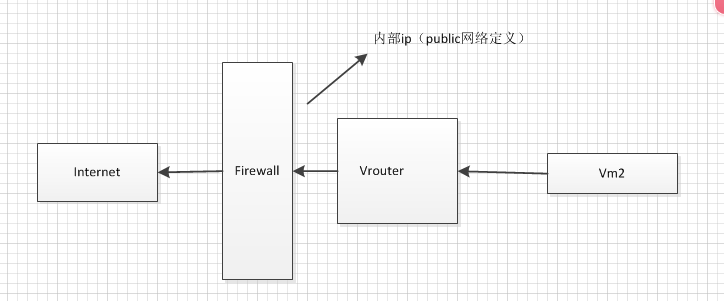 内部ip（public网络定义）
Internet
Firewall
Vrouter
Vm2